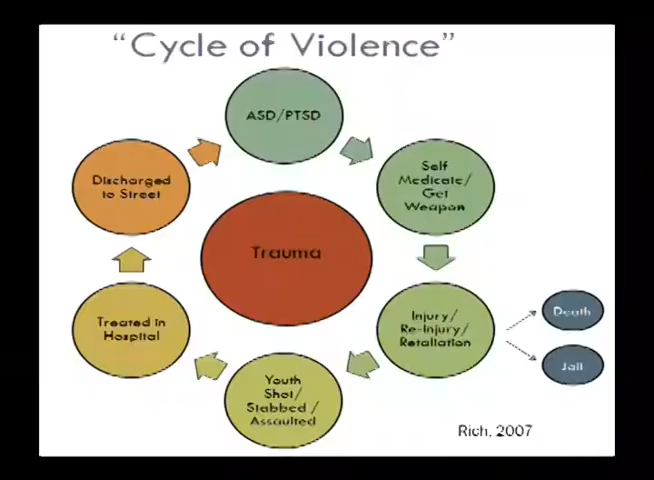 “Cycle of Violence”
ASD/PTSD
Self
Medicate/
Get
Weapon
Injury/
Re-Injury/
Retaliation
Death
Jail
Youth
Shot/
Stabbed /
Assaulted
Treated in
Hospital
Discharged
to Street
Trauma
Rich, 2007